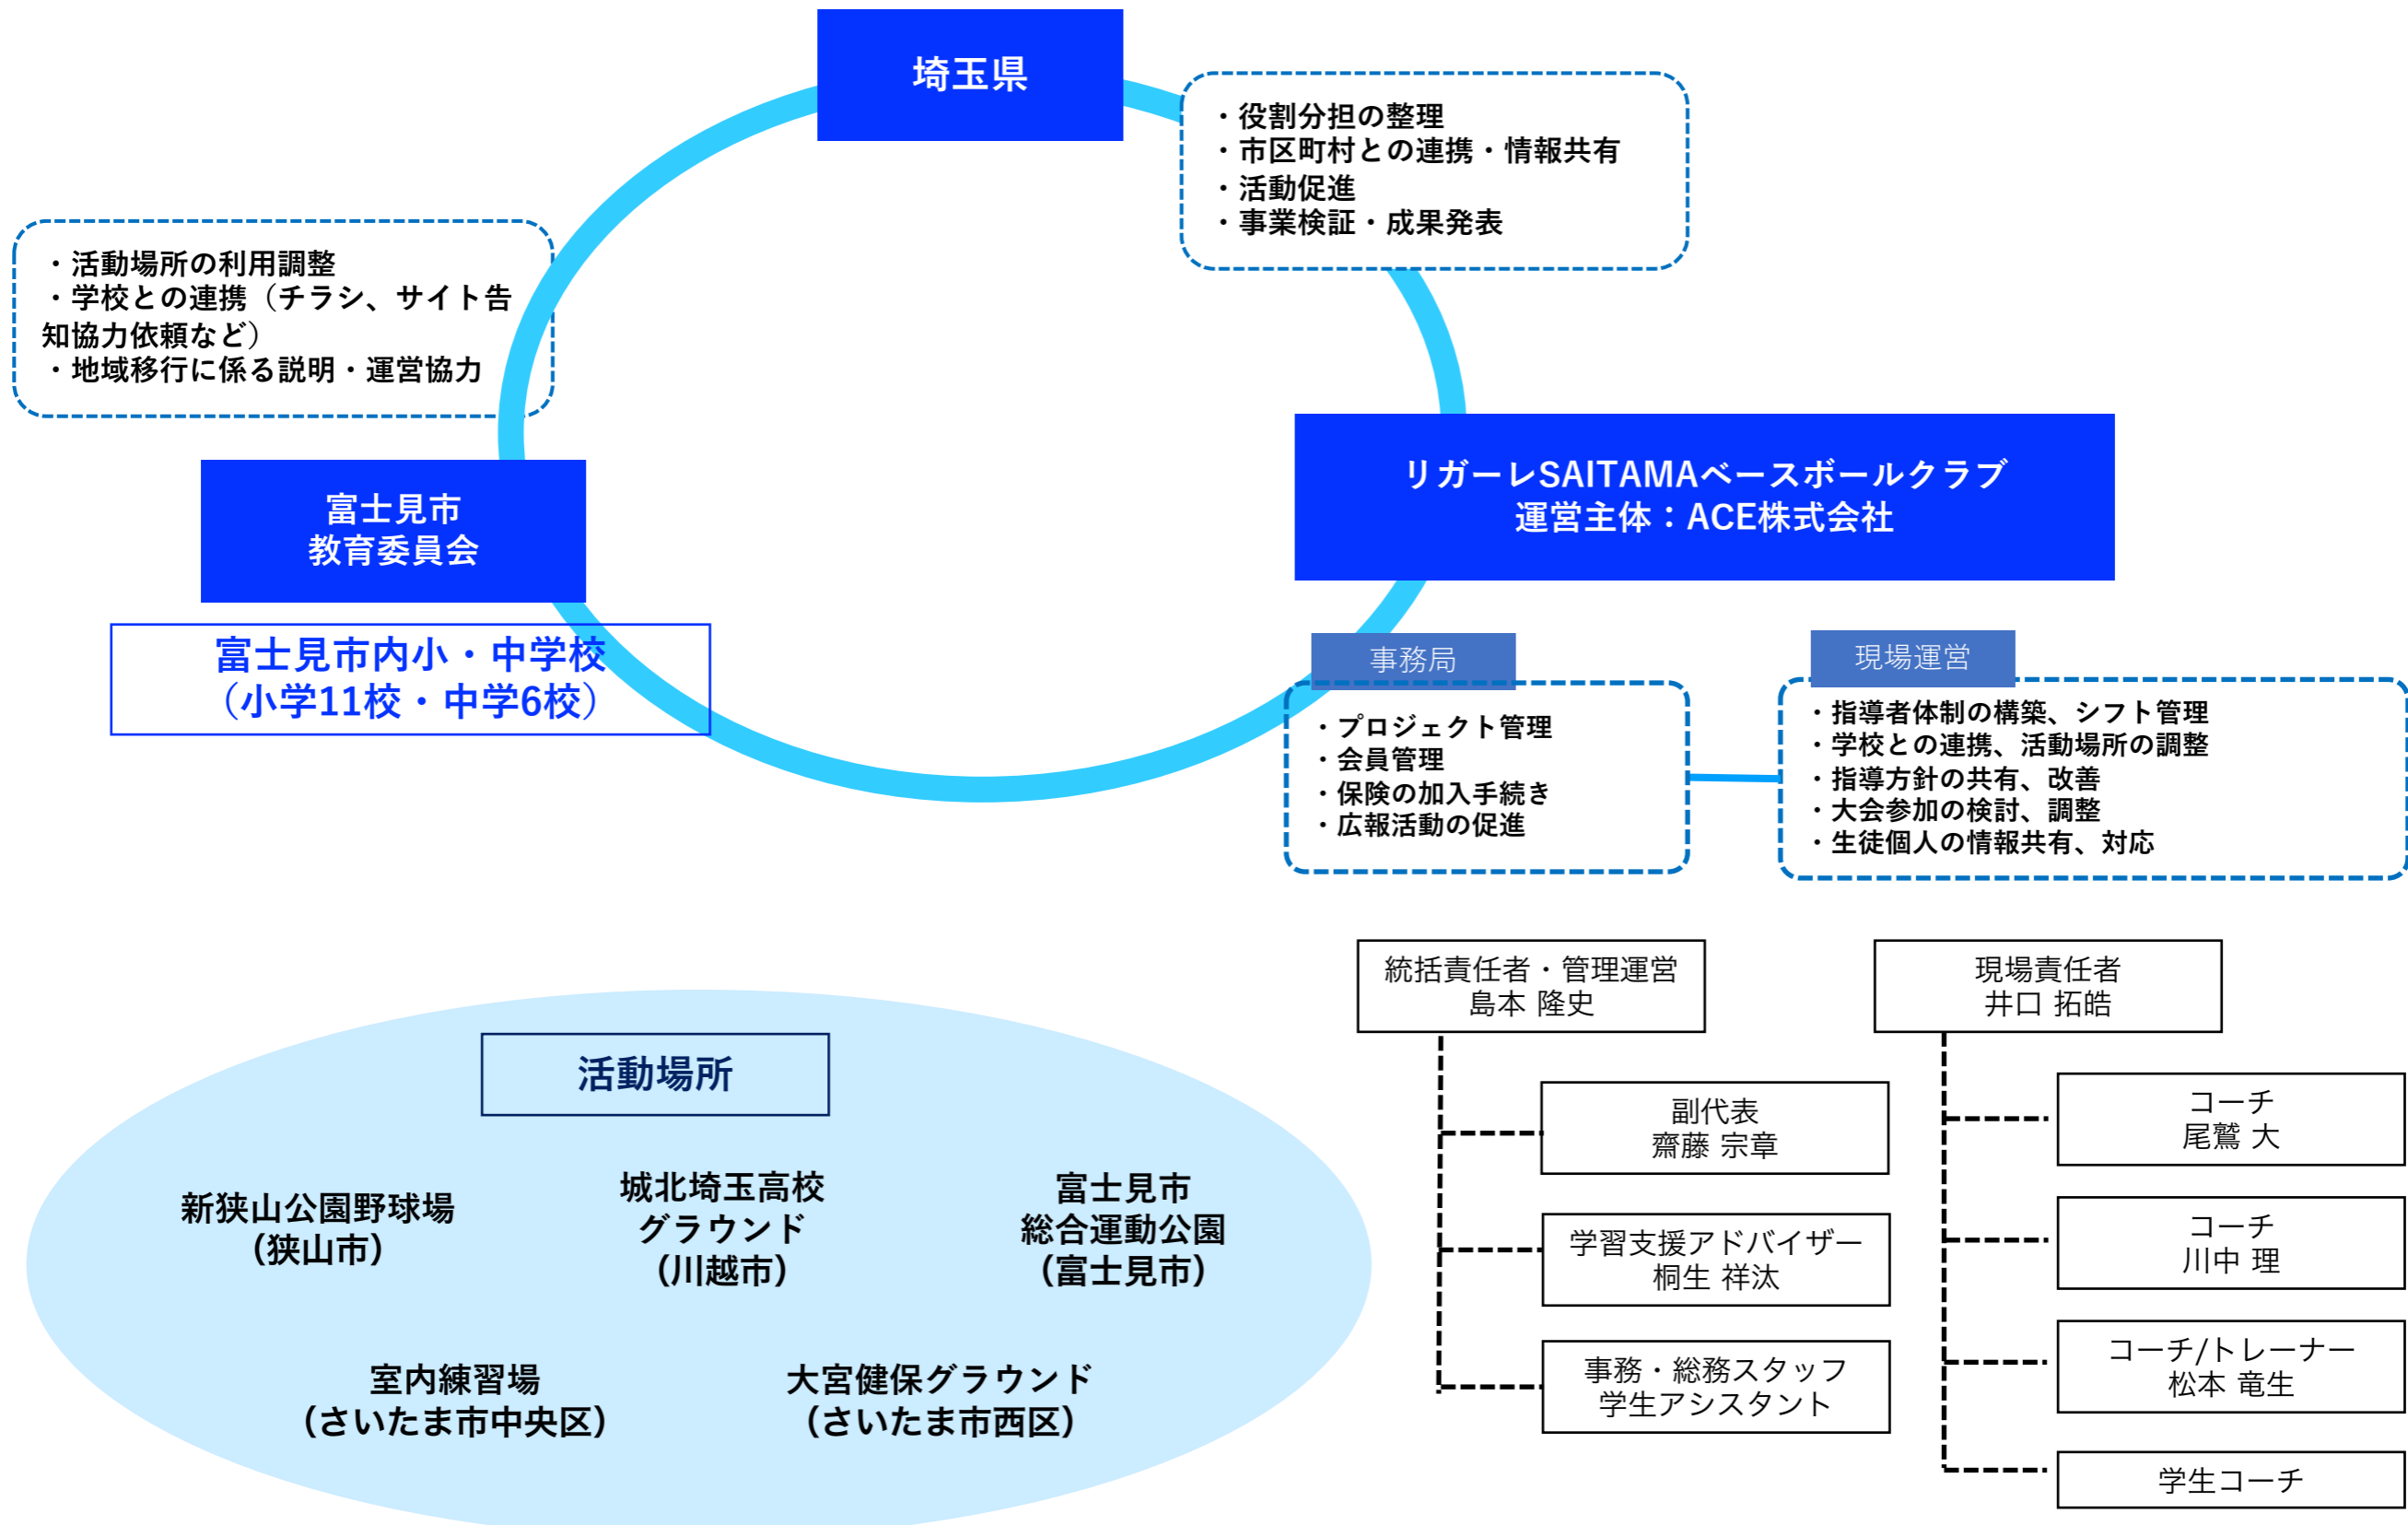 埼玉県
・役割分担の整理
・市区町村との連携・情報共有
・活動促進
・事業検証・成果発表
・活動場所の利用調整
・学校との連携（チラシ、サイト告
知協力依頼など）
・地域移行に係る説明・運営協力
富士見市
教育委員会
富士見市内小・中学校
（小学11校・中学6校）
リガーレSAITAMAベースボールクラブ
運営主体：ACE株式会社
事務局
・プロジェクト管理
・会員管理
・保険の加入手続き
・広報活動の促進
現場運営
・指導者体制の構築、シフト管理
・学校との連携、活動場所の調整
・指導方針の共有、改善
・大会参加の検討、調整
・生徒個人の情報共有、対応
統括責任者・管理運営
島本 隆史
副代表
齋藤 宗章
学習支援アドバイザー
桐生 祥汰
事務・総務スタッフ
学生アシスタント
現場責任者
井口 拓皓
コーチ
尾鷲 大
コーチ
川中 理
コーチ/トレーナー
松本 竜生
学生コーチ
活動場所
新狭山公園野球場
（狭山市）
城北埼玉高校
グラウンド
（川越市）
富士見市
総合運動公園
（富士見市）
室内練習場
（さいたま市中央区）
大宮健保グラウンド
（さいたま市西区）